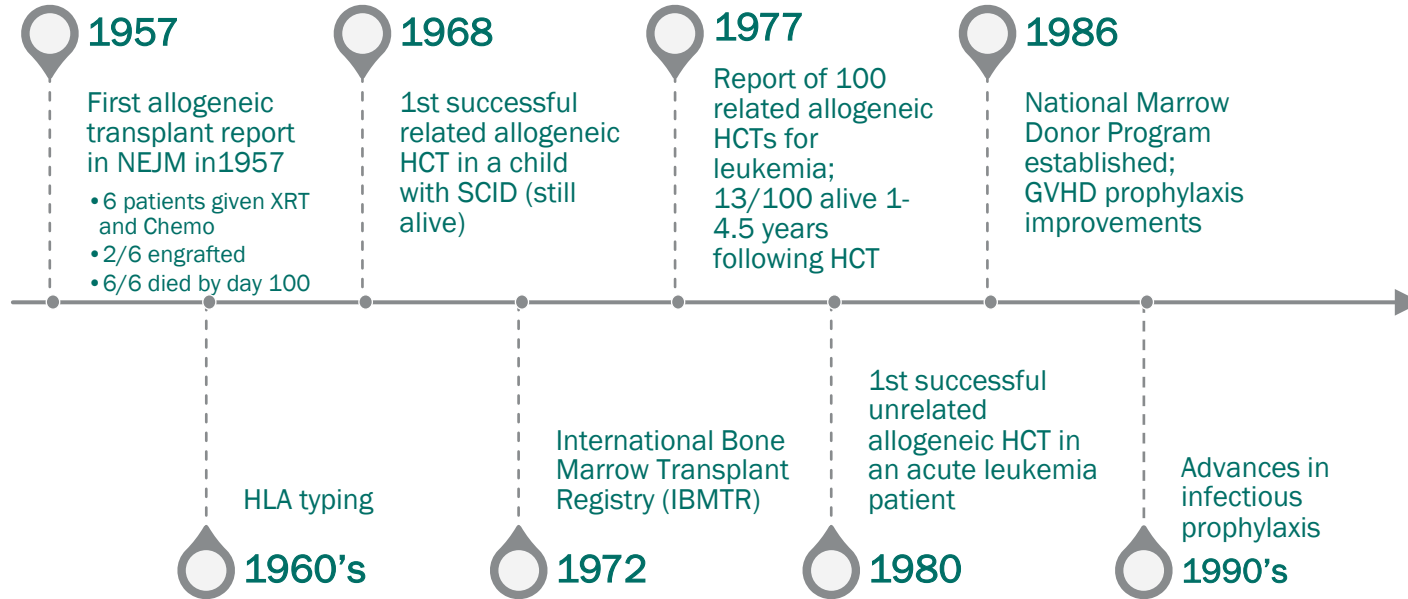 1957
First allogeneic
transplant report
in NEJM in1957
•6 patients given XRT
and Chemo
•2/6 engrafted
•6/6 died by day 100
1968
1st successful
related allogeneic
HCT in a child
with SCID (still
alive)
1977
Report of 100
related allogeneic
HCTs for
leukemia;
13/100 alive 1-
4.5 years
following HCT
1986
National Marrow
Donor Program
established;
GVHD prophylaxis
improvements
HLA typing
1960's
International Bone
Marrow Transplant
Registry (IBMTR)
1972
1st successful
unrelated
allogeneic HCT in
an acute leukemia
patient
1980
Advances in
infectious
prophylaxis
1990's